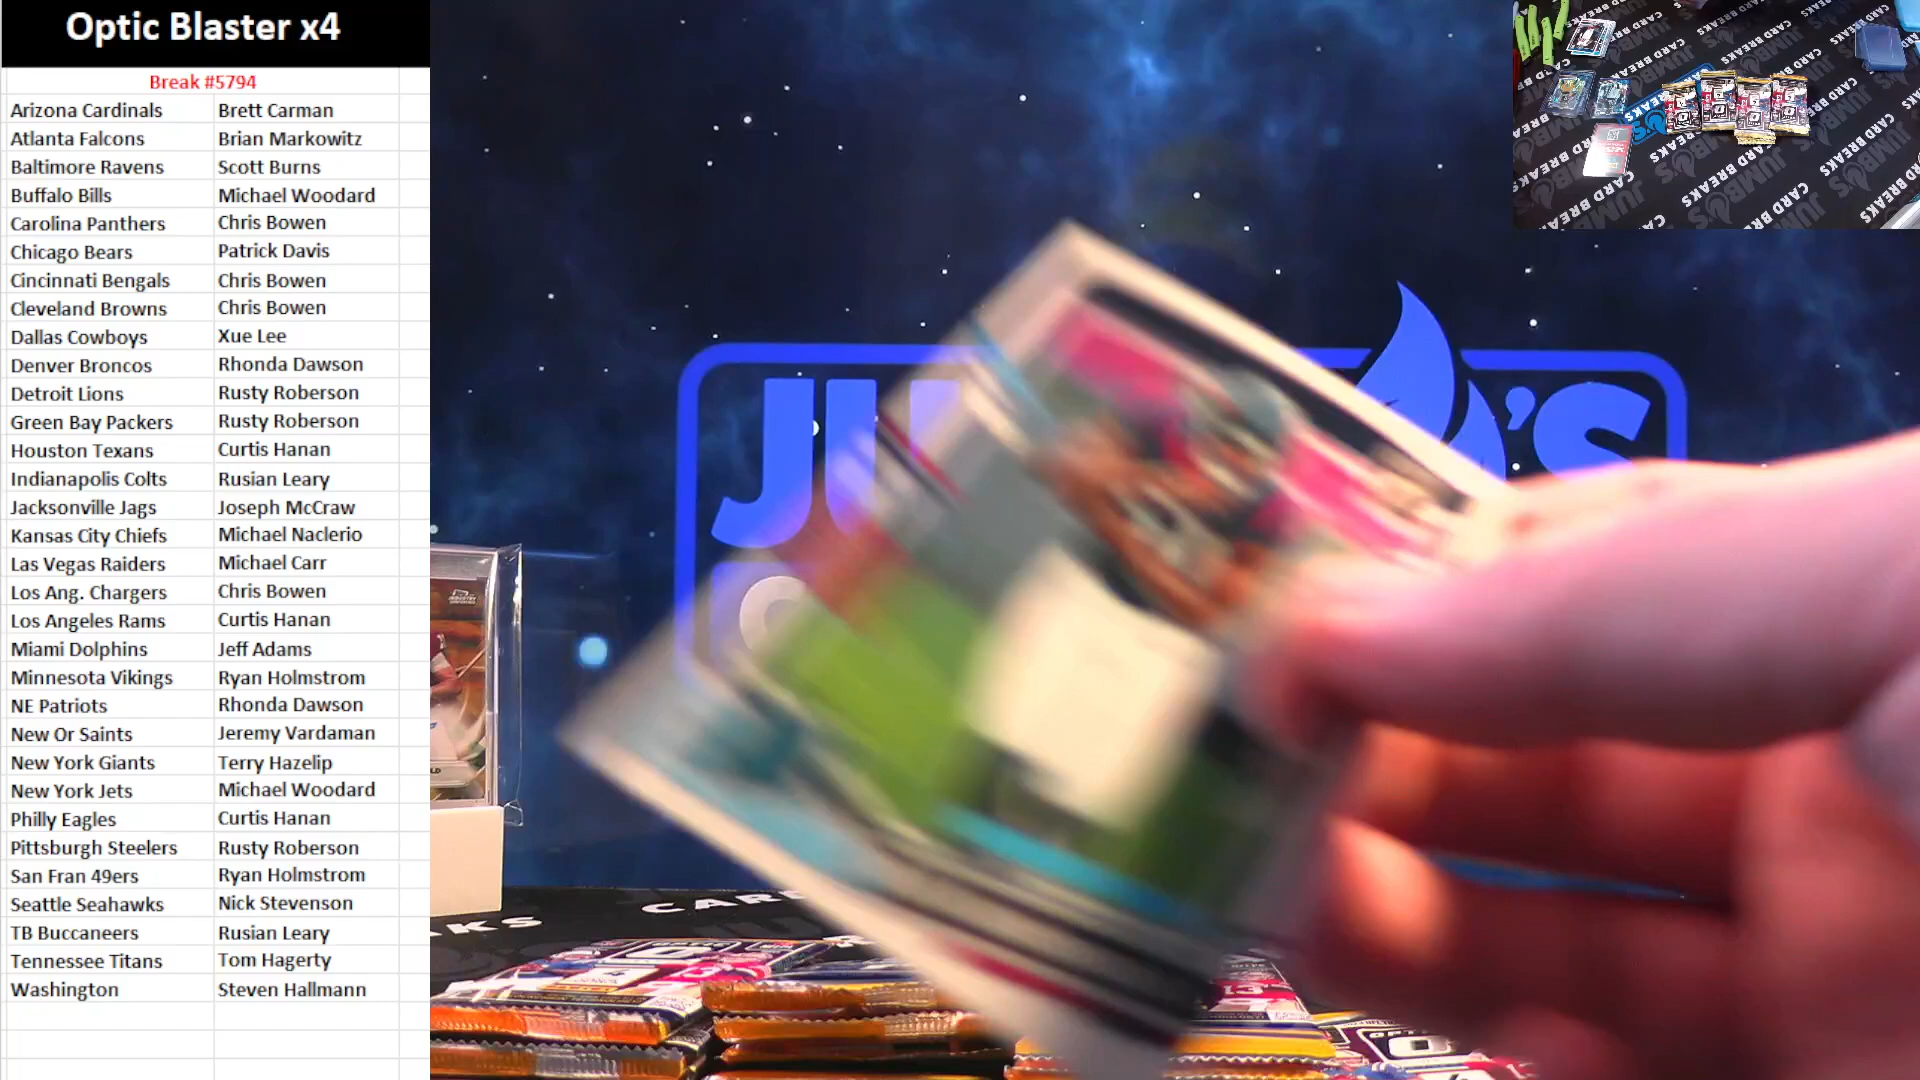 Optic Blaster x4
Break #5794
Arizona Cardinals Brett Carman
Atlanta Falcons Brian Markowitz
Baltimore Ravens Scott Burns
Buffalo Bills Michael Woodard
Carolina Panthers Chris Bowen
Chicago Bears Patrick Davis
Cincinnati Bengals Chris Bowen
Cleveland Browns Chris Bowen
Dallas Cowboys Xue Lee
Denver Broncos Rhonda Dawson
Detroit Lions Rusty Roberson
Green Bay Packers Rusty Roberson
Houston Texans Curtis Hanan
Indianapolis Colts Rusian Leary
Jacksonville Jags Joseph McCraw
Kansas City Chiefs Michael Naclerio
Las Vegas Raiders Michael Carr
Los Ang. Chargers Chris Bowen
Los Angeles Rams Curtis Hanan
Miami Dolphins Jeff Adams
Minnesota Vikings Ryan Holmstrom
NE Patriots Rhonda Dawson
New Or Saints Jeremy Vardaman
New York Giants Terry Hazelip
New York Jets Michael Woodard
Philly Eagles Curtis Hanan
Pittsburgh Steelers Rusty Roberson
San Fran 49ers Ryan Holmstrom
Seattle Seahawks Nick Stevenson
TB Buccaneers Rusian Leary
Tennessee Titans Tom Hagerty
Washington Steven Hallmann
CARD BREAKS
JUMBO'S